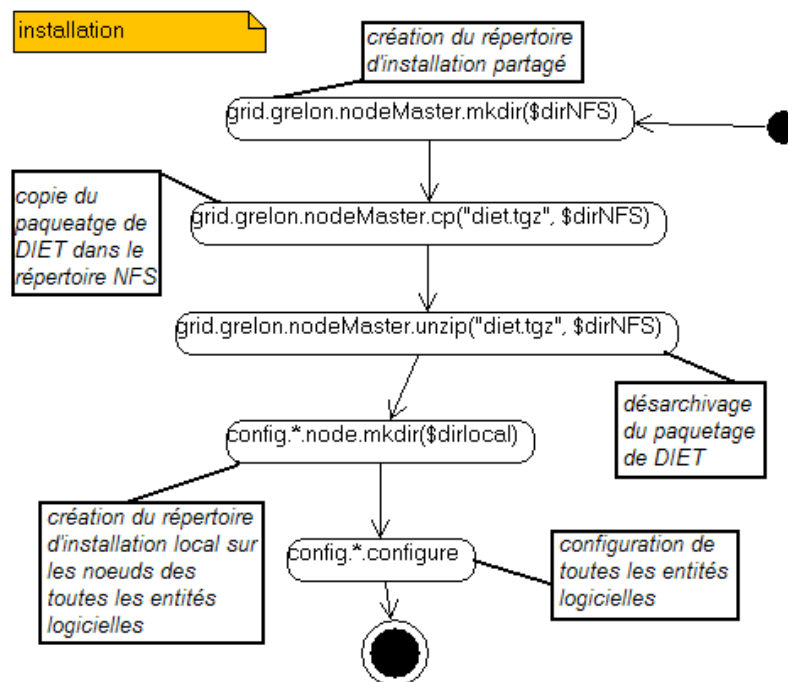 installation
création du répertoire
d'installation partagé
grid.grelon.nodeMaster.mkdir($dirNFS)
copie du
paqueatge de
DIET dans le
répertoire NFS
grid.grelon.nodeMaster.cp("diet.tgz", $dirNFS)
grid.grelon.nodeMaster.unzip("diet.tgz", $dirNFS)
désarchivage
du paquetage
de DIET
config.*.node.mkdir($dirlocal)
création du répertoire
d'installation local sur
les noeuds des
toutes les entités
logicielles
config.*.configure
configuration de
toutes les entités
logicielles